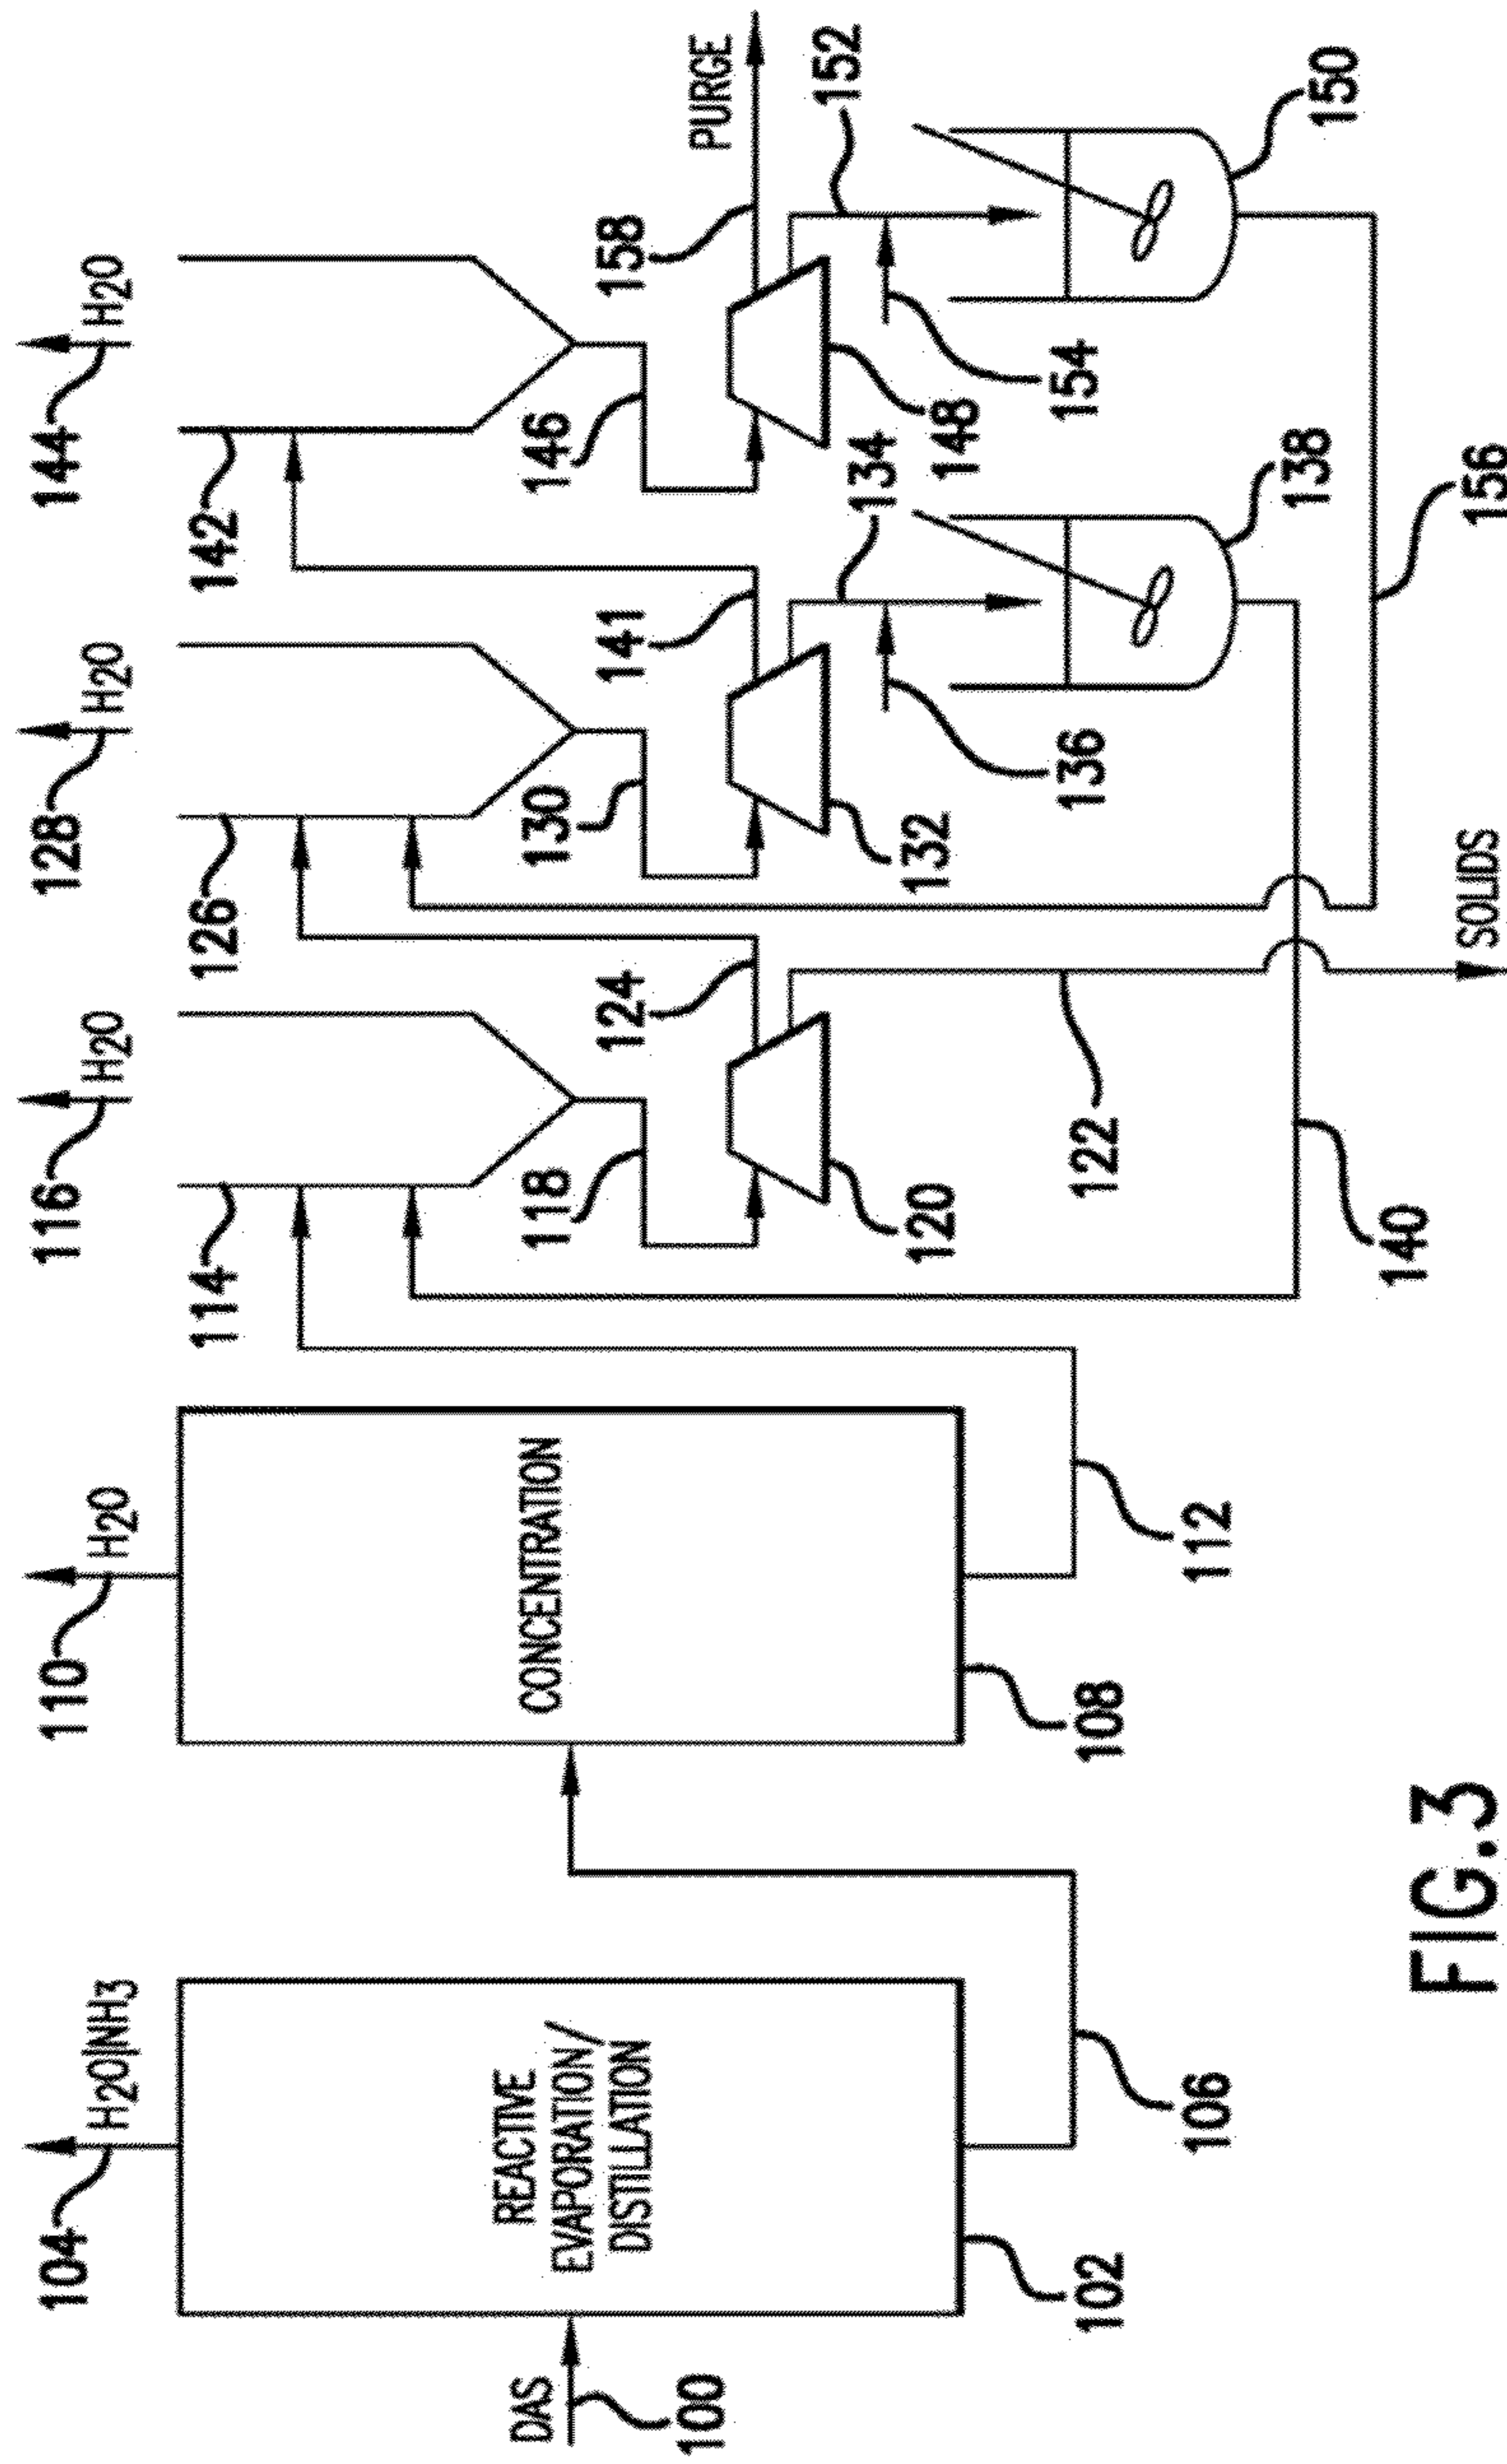 104
H2O|NH3
110
H2O
116
H2O
128
H2O
144
H2O
114
126
142
DAS
100
REACTIVE
EVAPORATION/
DISTILLATION
CONCENTRATION
118
130
146
124
141
158
PURGE
120
132
148
134
152
102
108
122
136
154
106
112
138
150
140
156
SOLIDS
FIG.3